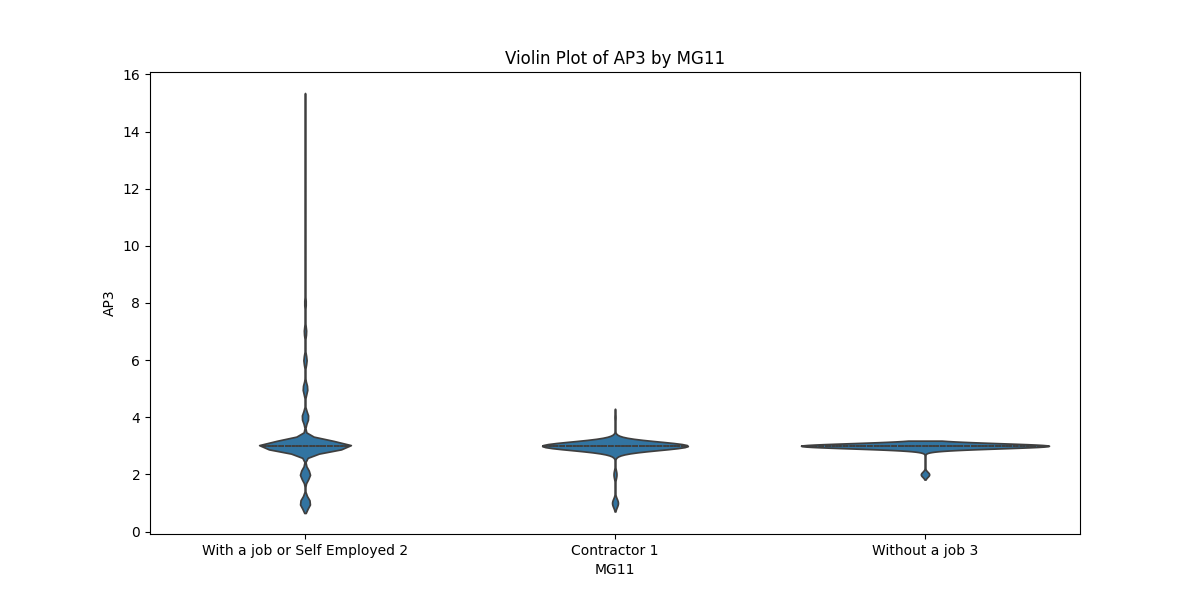 Violin Plot of AP3 by MG11
16
14
12
10
8
6
4
2
0
AP3
With a job or Self Employed 2
Contractor 1
Without a job 3
MG11